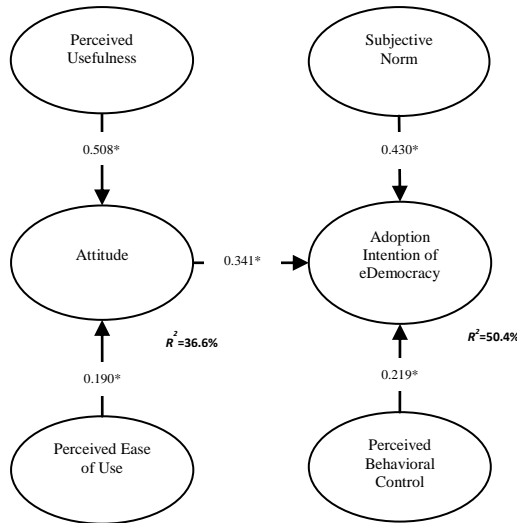 Perceived
Usefulness
Subjective
Norm
0.508*
0.430*
Attitude
0.341*
Adoption
Intention of
eDemocracy
R²=36.6%
R²=50.4%
0.190*
0.219*
Perceived Ease
of Use
Perceived
Behavioral
Control